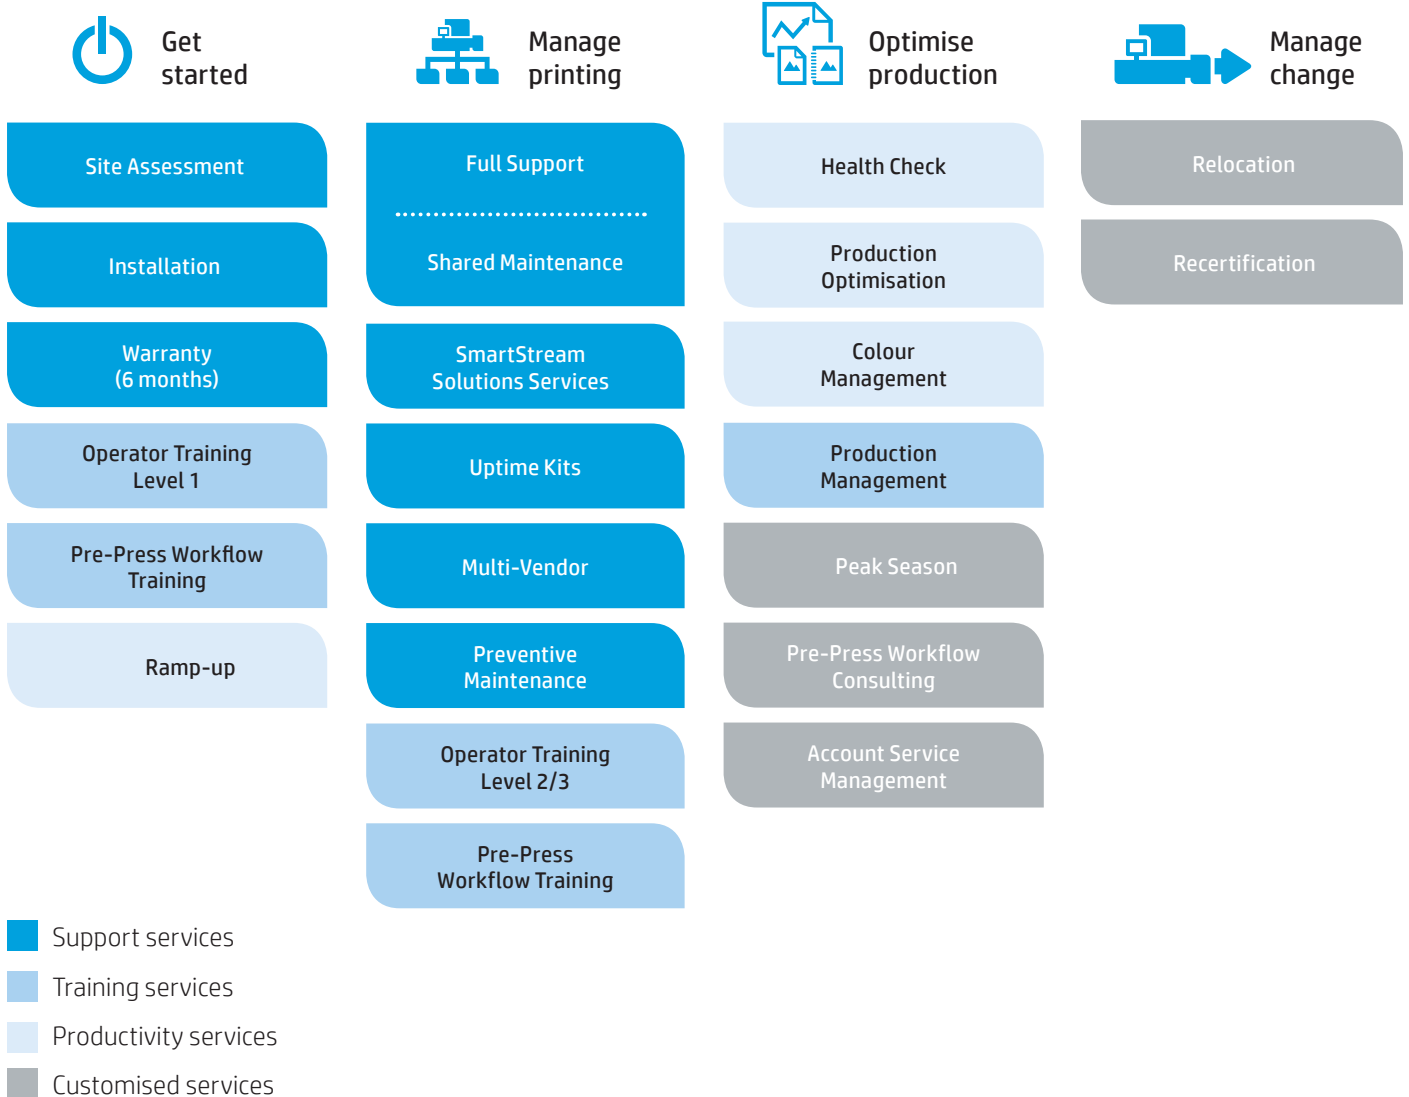 Get
started
Site Assessment
Installation
Warranty
(6 months)
Operator Training
Level 1
Pre-Press Workflow
Training
Ramp-up
Manage
printing
Full Support
Shared Maintenance
SmartStream
Solutions Services
Uptime Kits
Multi-Vendor
Preventive
Maintenance
Operator Training
Level 2/3
Pre-Press
Workflow Training
Optimise
production
Health Check
Production
Optimisation
Colour
Management
Production
Management
Peak Season
Pre-Press Workflow
Consulting
Account Service
Management
Manage
change
Relocation
Recertification
Support services
Training services
Productivity services
Customised services